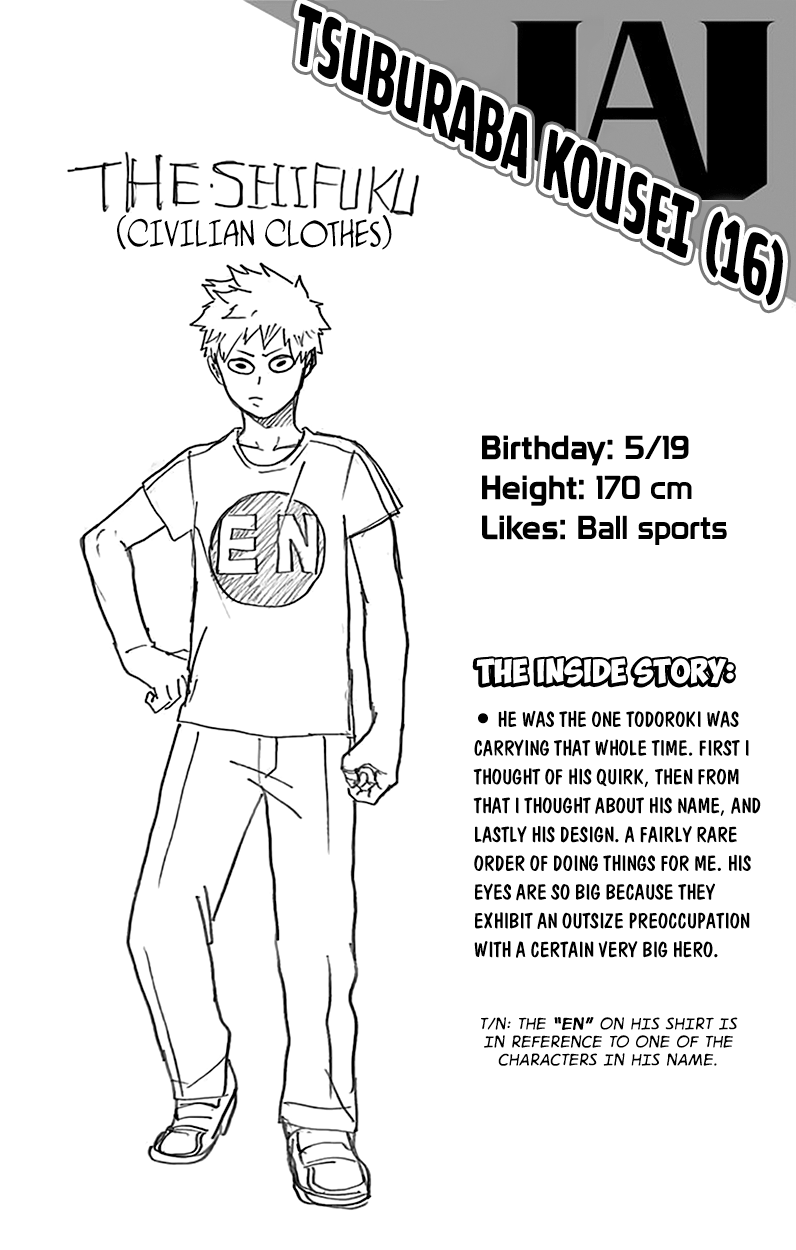 TSUBURABA KOUSEI (16)
UA
THE·SHIFUKU
(CIVILIAN CLOTHES)
EN
Birthday: 5/19
Height: 170 cm
Likes: Ball sports
THE INSIDE STORY:
• HE WAS THE ONE TODOROKI WAS
CARRYING THAT WHOLE TIME. FIRST I
THOUGHT OF HIS QUIRK, THEN FROM
THAT I THOUGHT ABOUT HIS NAME, AND
LASTLY HIS DESIGN. A FAIRLY RARE
ORDER OF DOING THINGS FOR ME. HIS
EYES ARE SO BIG BECAUSE THEY
EXHIBIT AN OUTSIZE PREOCCUPATION
WITH A CERTAIN VERY BIG HERO.
T/N: THE "EN" ON HIS SHIRT IS
IN REFERENCE TO ONE OF THE
CHARACTERS IN HIS NAME.